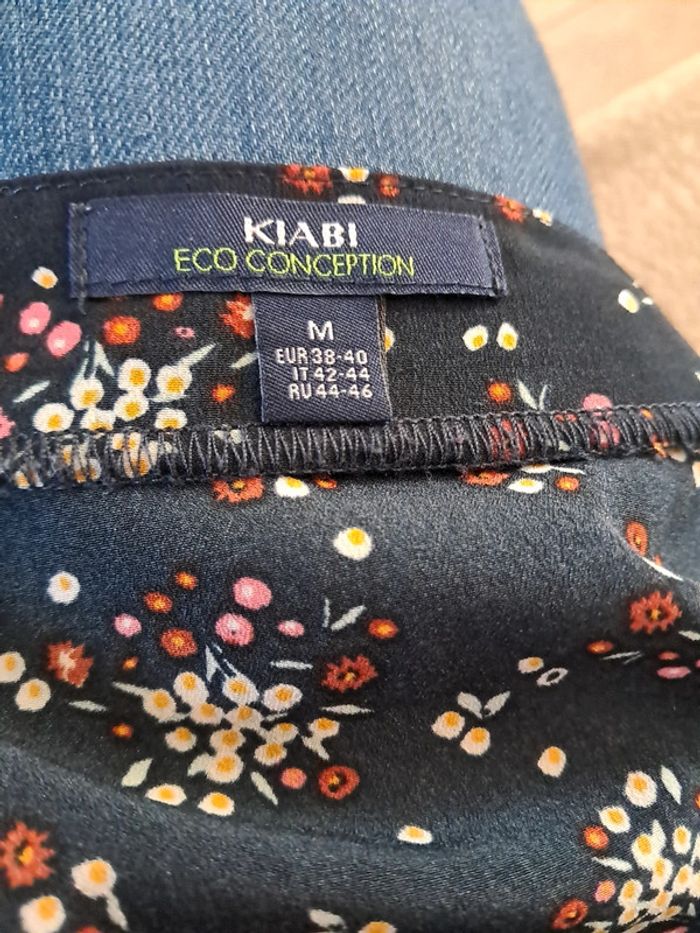 KIABI
ECO CONCEPTION
M
EUR 38-40
IT 42-44
RU 44-46